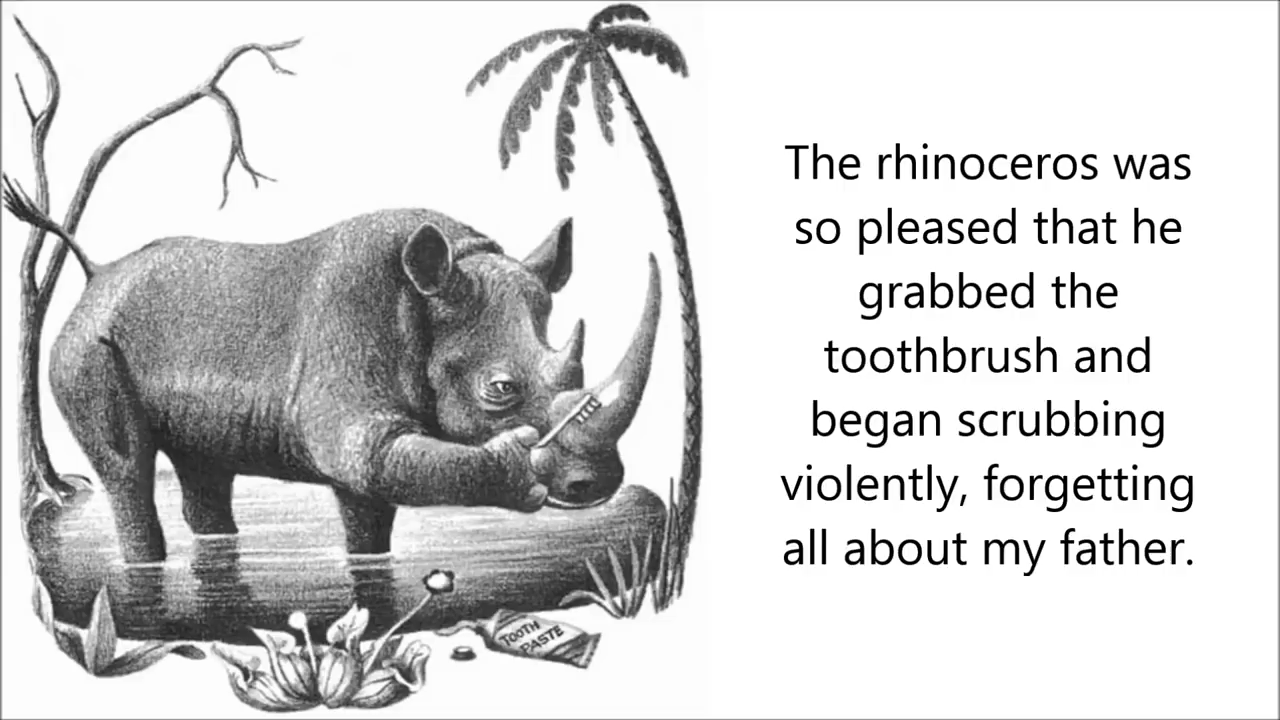 The rhinoceros was
so pleased that he
grabbed the
toothbrush and
began scrubbing
violently, forgetting
all about my father.
TOOTH
PASTE